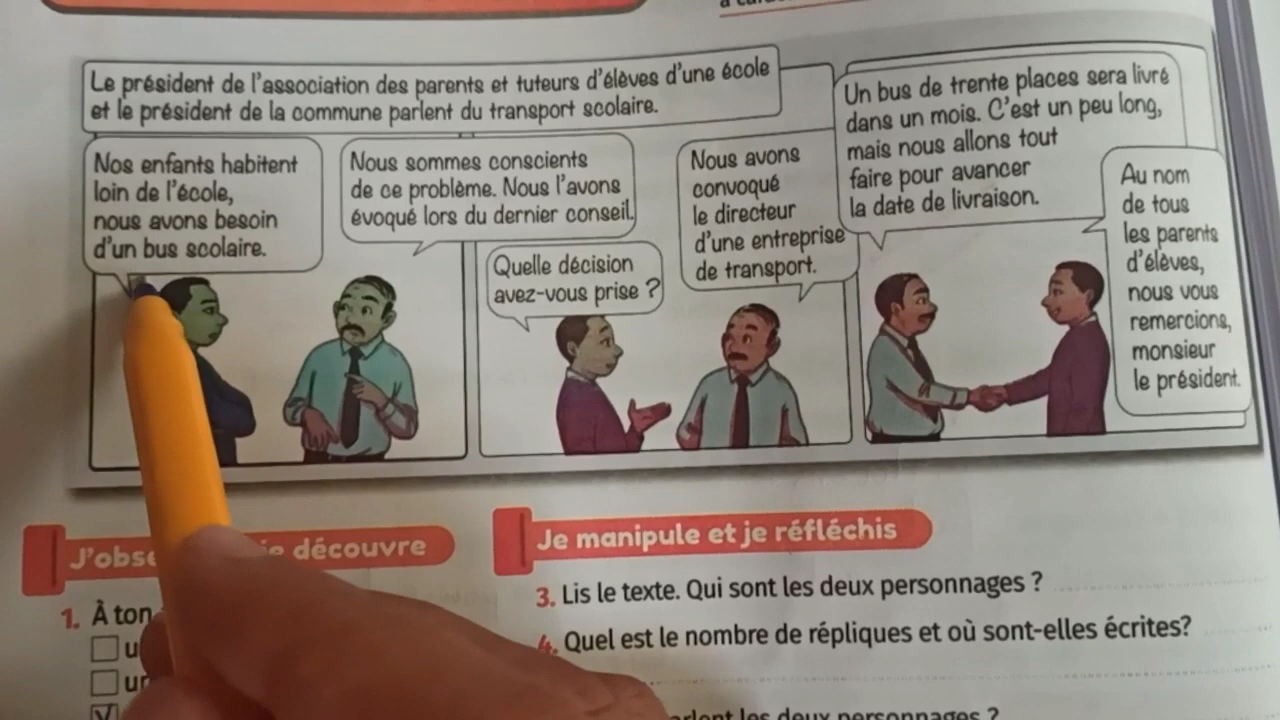 Le président de l'association des parents et tuteurs d'élèves d'une école
et le président de la commune parlent du transport scolaire.
Nos enfants habitent
loin de l'école,
nous avons besoin
d'un bus scolaire.
Nous sommes conscients
de ce problème. Nous l'avons
évoqué lors du dernier conseil.
Quelle décision
avez-vous prise ?
Nous avons
convoqué
le directeur
d'une entreprise
de transport.
Un bus de trente places sera livré
dans un mois. C'est un peu long,
mais nous allons tout
faire pour avancer
la date de livraison.
Au nom
de tous
les parents
d'élèves,
nous vous
remercions,
monsieur
le président.
découvre
1. À ton
Je manipule et je réfléchis
3. Lis le texte. Qui sont les deux personnages ?
4. Quel est le nombre de répliques et où sont-elles écrites?
les deux personnages ?